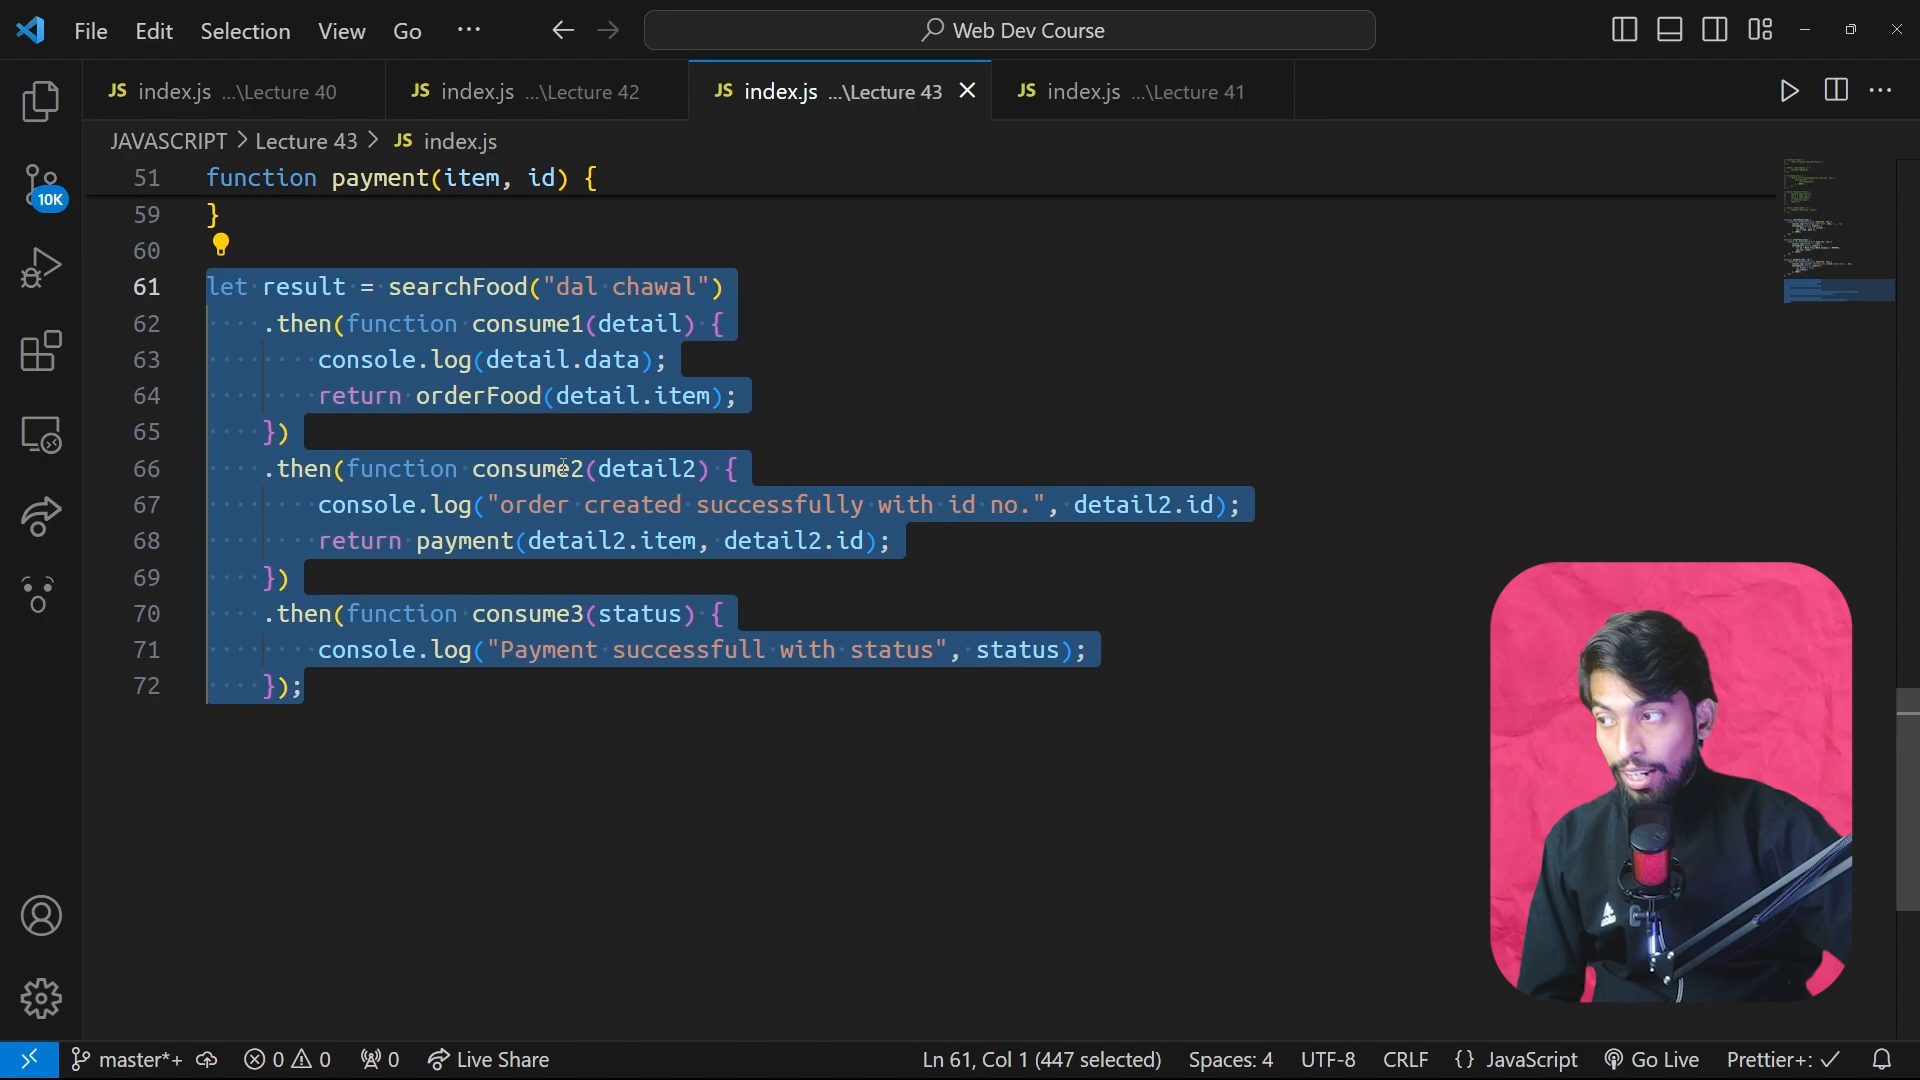 File Edit Selection View Go ··· Web Dev Course
JS index.js ...\Lecture 40 JS index.js ...\Lecture 42 JS index.js ...\Lecture 43 JS index.js ...\Lecture 41
JAVASCRIPT > Lecture 43 > JS index.js
10K
51 function payment(item, id) {
59 }
60
61 let result = searchFood("dal chawal")
62 .then(function consume1(detail) {
63 console.log(detail.data);
64 return orderFood(detail.item);
65 })
66 .then(function consume2(detail2) {
67 console.log("order created successfully with id no.", detail2.id);
68 return payment(detail2.item, detail2.id);
69 })
70 .then(function consume3(status) {
71 console.log("Payment successfull with status", status);
72 });
master*+ 0 0 0 Live Share Ln 61, Col 1 (447 selected) Spaces: 4 UTF-8 CRLF {} JavaScript Go Live Prettier+: ✓